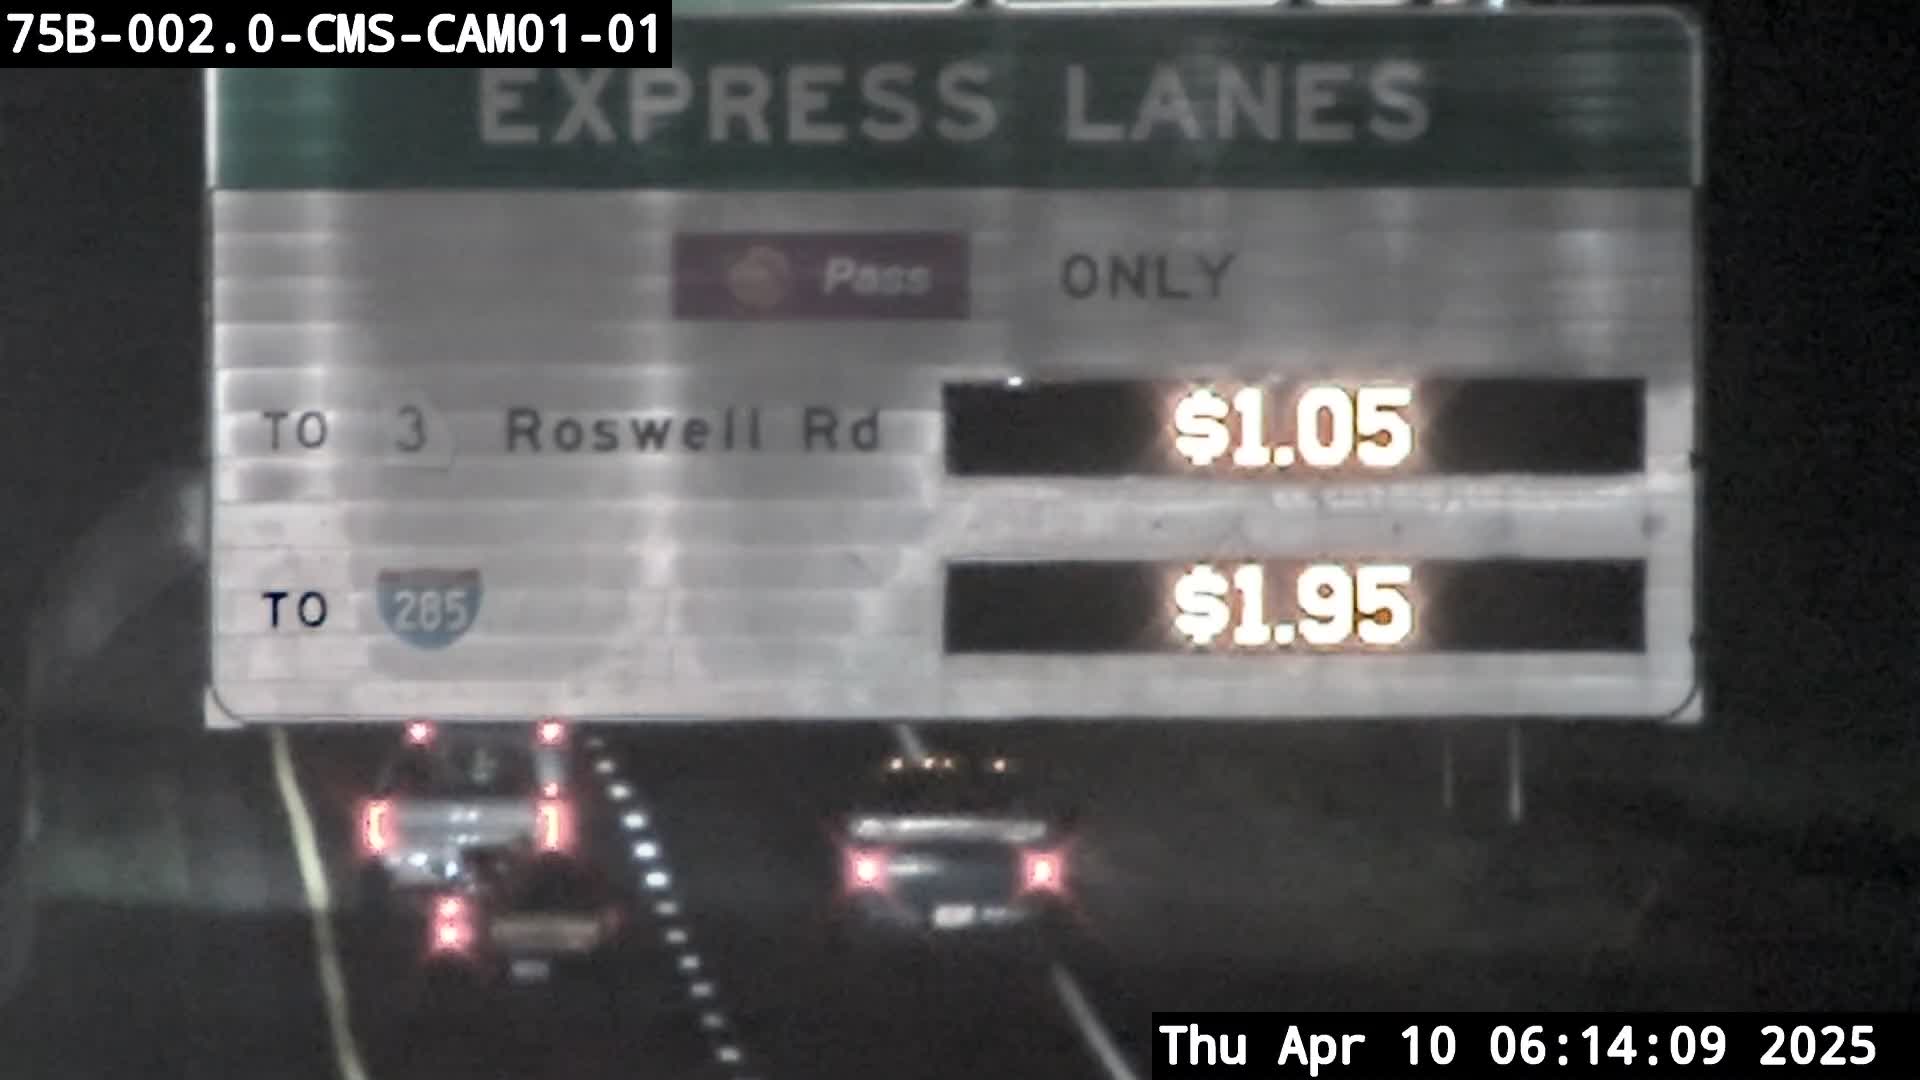 75B-002.0-CMS-CAM01-01
EXPRESS LANES
Pass ONLY
TO 3 Roswell Rd $1.05
TO 285 $1.95
Thu Apr 10 06:14:09 2025